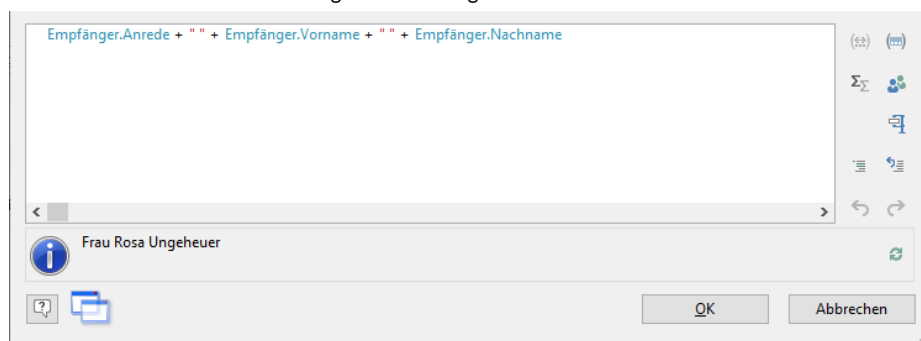 Empfänger.Anrede + " " + Empfänger.Vorname + " " + Empfänger.Nachname
Frau Rosa Ungeheuer
OK Abbrechen